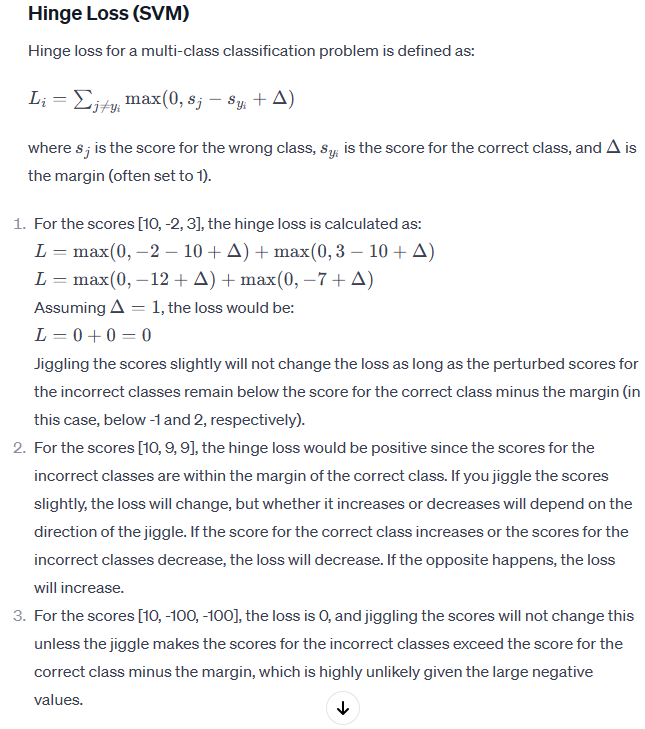 Hinge Loss (SVM)
Hinge loss for a multi-class classification problem is defined as:
L_i = ∑_{j≠y_i} max(0, s_j − s_{y_i} + Δ)
where s_j is the score for the wrong class, s_{y_i} is the score for the correct class, and Δ is
the margin (often set to 1).
1. For the scores [10, -2, 3], the hinge loss is calculated as:
L = max(0, −2 − 10 + Δ) + max(0, 3 − 10 + Δ)
L = max(0, −12 + Δ) + max(0, −7 + Δ)
Assuming Δ = 1, the loss would be:
L = 0 + 0 = 0
Jiggling the scores slightly will not change the loss as long as the perturbed scores for
the incorrect classes remain below the score for the correct class minus the margin (in
this case, below -1 and 2, respectively).
2. For the scores [10, 9, 9], the hinge loss would be positive since the scores for the
incorrect classes are within the margin of the correct class. If you jiggle the scores
slightly, the loss will change, but whether it increases or decreases will depend on the
direction of the jiggle. If the score for the correct class increases or the scores for the
incorrect classes decrease, the loss will decrease. If the opposite happens, the loss
will increase.
3. For the scores [10, -100, -100], the loss is 0, and jiggling the scores will not change this
unless the jiggle makes the scores for the incorrect classes exceed the score for the
correct class minus the margin, which is highly unlikely given the large negative
values.